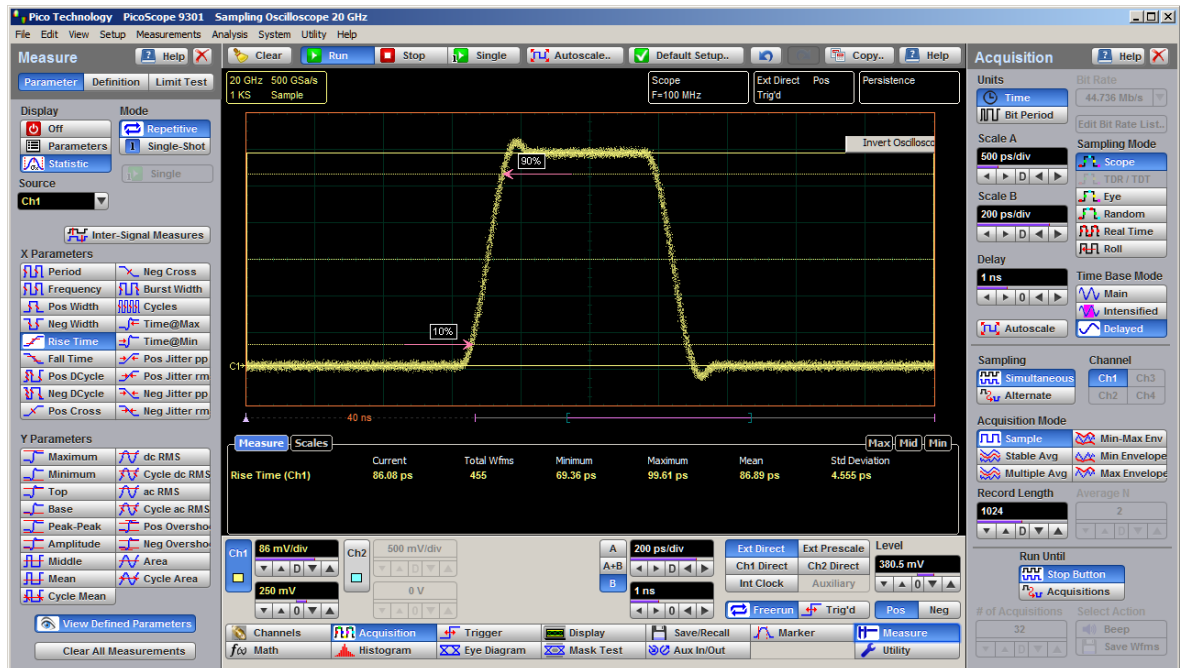 Pico Technology PicoScope 9301 Sampling Oscilloscope 20 GHz
File Edit View Setup Measurements Analysis System Utility Help
Measure Help
Parameter Definition Limit Test
Display Mode
Off Repetitive
Parameters Single-Shot
Statistic
Single
Source
Ch1
Inter-Signal Measures
X Parameters
Period Neg Cross
Frequency Burst Width
Pos Width Cycles
Neg Width Time@Max
Rise Time Time@Min
Fall Time Pos Jitter pp
Pos DCycle Pos Jitter rm
Neg DCycle Neg Jitter pp
Pos Cross Neg Jitter rm
Y Parameters
Maximum dc RMS
Minimum Cycle dc RMS
Top ac RMS
Base Cycle ac RMS
Peak-Peak Pos Oversho
Amplitude Neg Oversho
Middle Area
Mean Cycle Area
Cycle Mean
View Defined Parameters
Clear All Measurements
Clear Run Stop Single Autoscale.. Default Setup.. Copy.. Help
20 GHz 500 GSa/s
1 KS Sample
Scope
F=100 MHz
Ext Direct Pos
Trig'd
Persistence
Invert Oscillosco
90%
10%
C1
40 ns
Measure Scales Max Mid Min
Current Total Wfms Minimum Maximum Mean Std Deviation
Rise Time (Ch1) 86.08 ps 455 69.36 ps 99.61 ps 86.89 ps 4.555 ps
Ch1 86 mV/div Ch2 500 mV/div
D D
250 mV 0 V
0 0
A 200 ps/div
A+B D
B 1 ns
0
Ext Direct Ext Prescale Level
Ch1 Direct Ch2 Direct 380.5 mV
Int Clock Auxiliary 0
Freerun Trig'd Pos Neg
Channels Acquisition Trigger Display Save/Recall Marker Measure
f(x) Math Histogram Eye Diagram Mask Test Aux In/Out Utility
Acquisition Help
Units Bit Rate
Time 44.736 Mb/s
Bit Period Edit Bit Rate List..
Scale A Sampling Mode
500 ps/div Scope
D TDR / TDT
Scale B Eye
200 ps/div Random
D Real Time
Roll
Delay
1 ns Time Base Mode
0 Main
Intensified
Autoscale Delayed
Sampling Channel
Simultaneous Ch1 Ch3
Alternate Ch2 Ch4
Acquisition Mode
Sample Min-Max Env
Stable Avg Min Envelope
Multiple Avg Max Envelope
Record Length Average N
1024 2
D D
Run Until
Stop Button
Acquisitions
# of Acquisitions Select Action
32 Beep
D Save Wfms